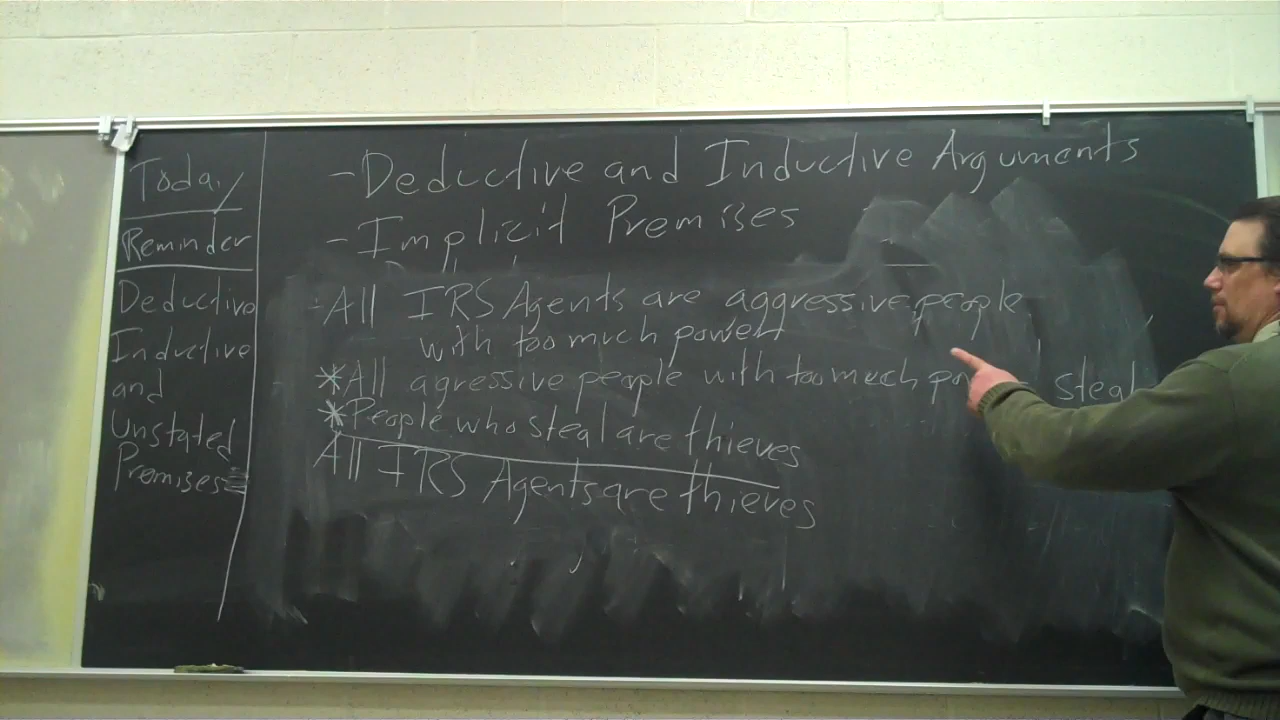 Today
Reminder
Deductive
Inductive
and
Unstated
Premises
- Deductive and Inductive Arguments
- Implicit Premises
- All IRS Agents are aggressive people
with too much power
*All agressive people with too much steal
*People who steal are thieves
All IRS Agents are thieves